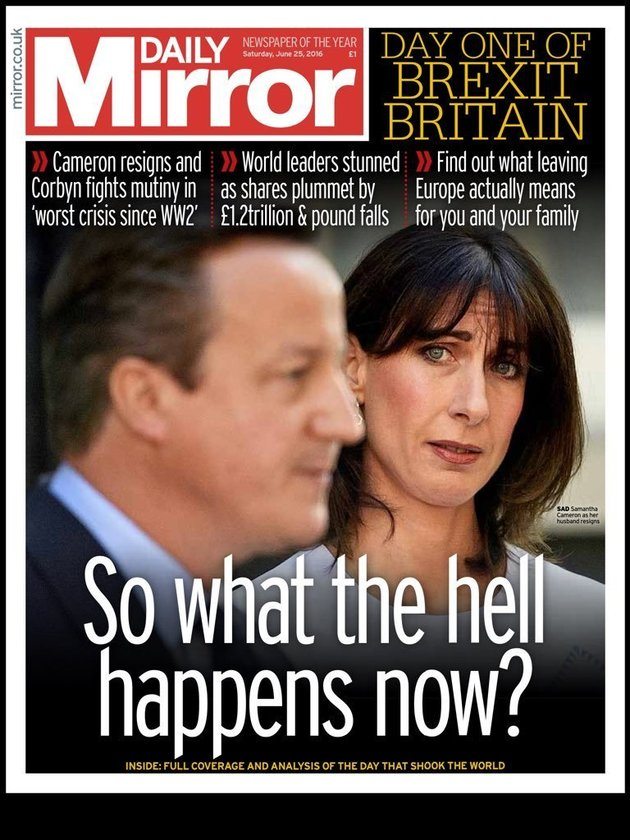 mirror.co.uk
DAILY
Mirror
NEWSPAPER OF THE YEAR
Saturday, June 25, 2016 £1
DAY ONE OF
BREXIT
BRITAIN
» Cameron resigns and
Corbyn fights mutiny in
‘worst crisis since WW2’
» World leaders stunned
as shares plummet by
£1.2trillion & pound falls
» Find out what leaving
Europe actually means
for you and your family
SAD Samantha
Cameron as her
husband resigns
So what the hell
happens now?
INSIDE: FULL COVERAGE AND ANALYSIS OF THE DAY THAT SHOOK THE WORLD